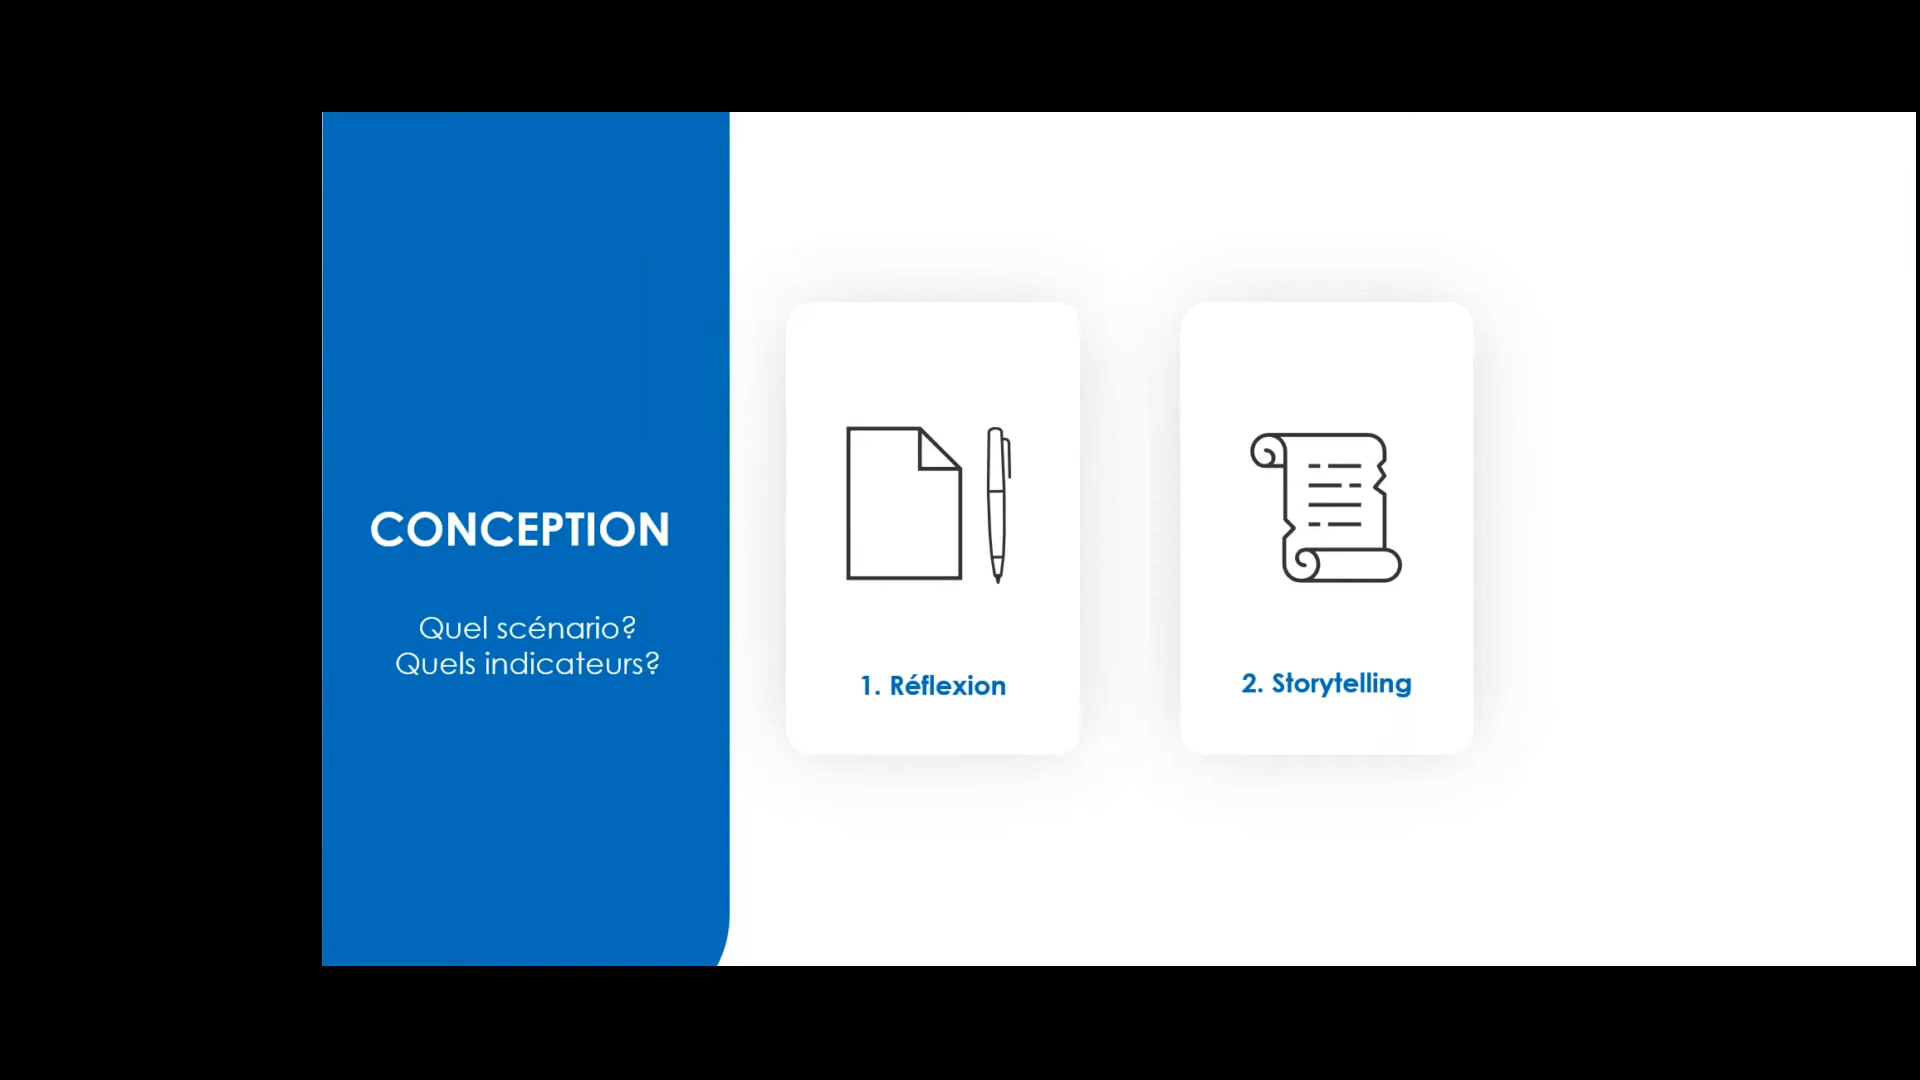 CONCEPTION
Quel scénario?
Quels indicateurs?
1. Réflexion
2. Storytelling